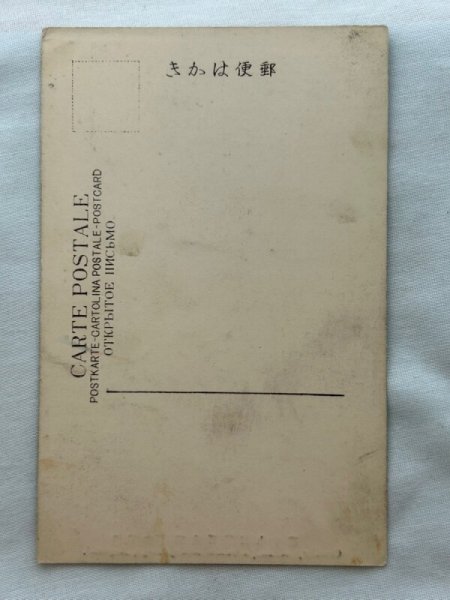 郵便はかき
CARTE POSTALE
POSTKARTE-CARTOLINA POSTALE-POSTCARD
ОТКРЫТОЕ ПИСЬМО